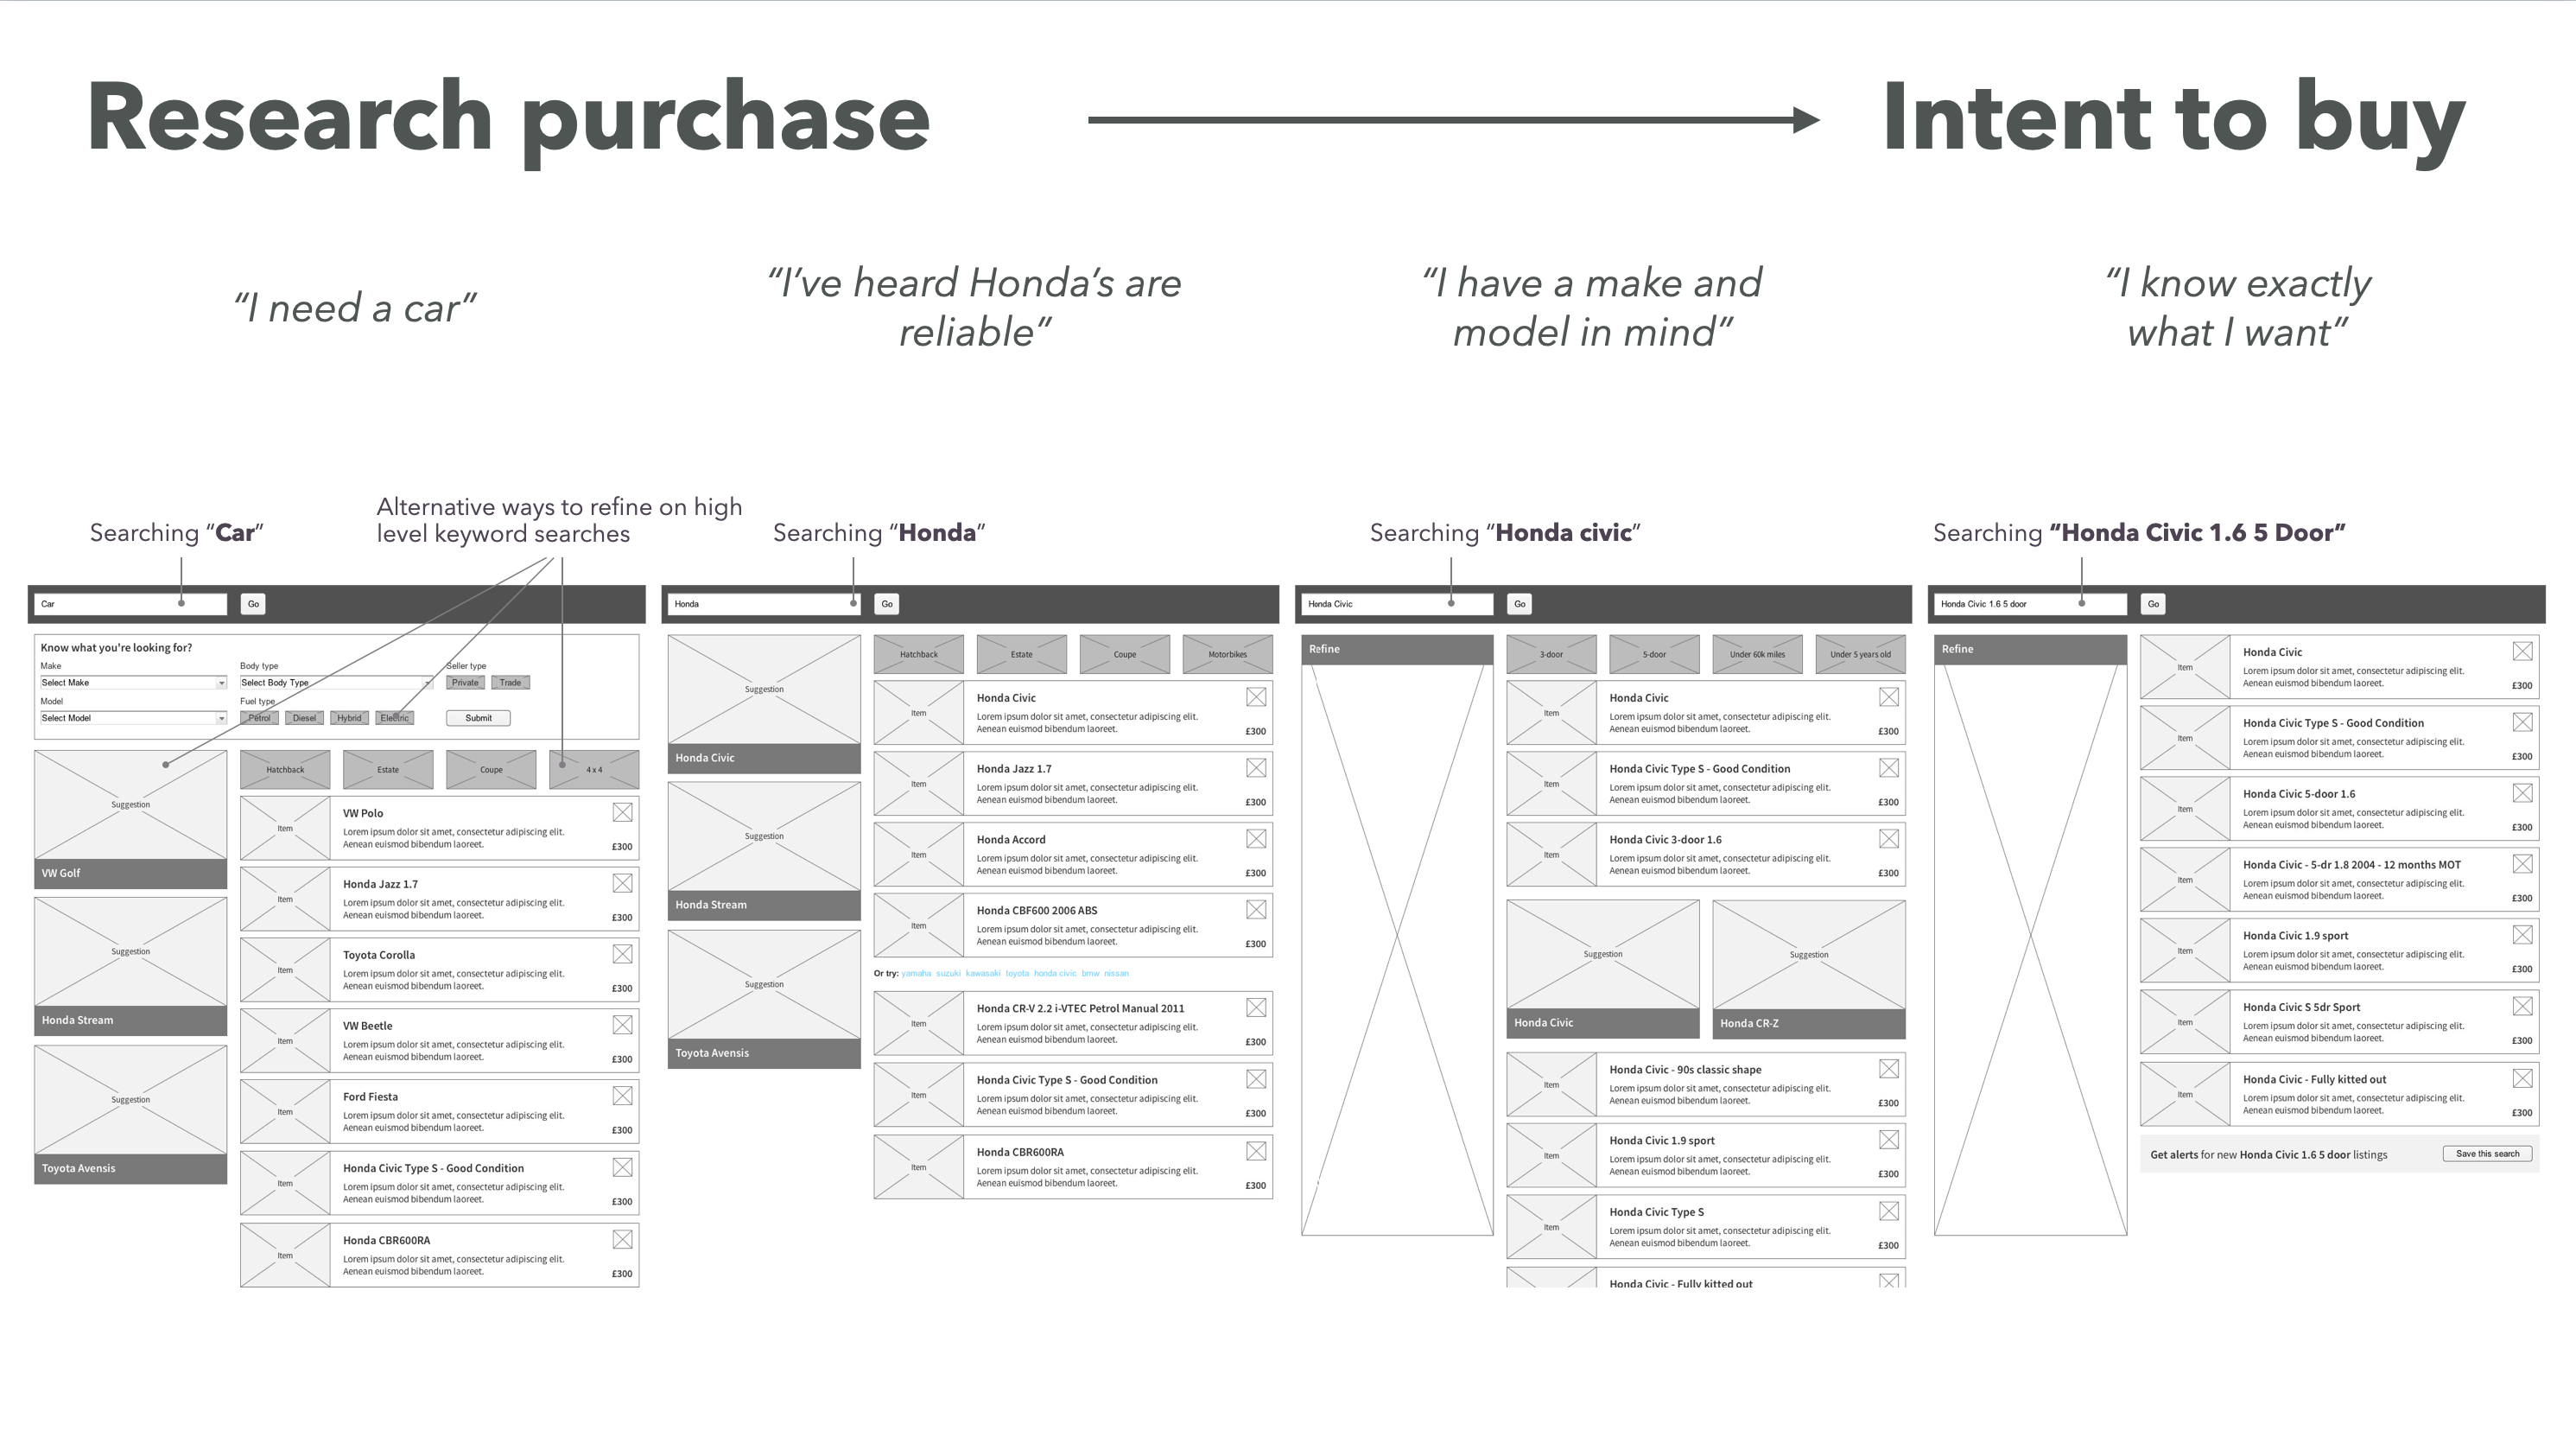 Research purchase
Intent to buy
“I need a car”
“I’ve heard Honda’s are
reliable”
“I have a make and
model in mind”
“I know exactly
what I want”
Searching “Car”
Alternative ways to refine on high
level keyword searches
Searching “Honda”
Searching “Honda civic”
Searching “Honda Civic 1.6 5 Door”
Car
Go
Know what you're looking for?
Make
Body type
Seller type
Select Make
Select Body Type
Private
Trade
Model
Fuel type
Select Model
Petrol
Diesel
Hybrid
Electric
Submit
Suggestion
VW Golf
Suggestion
Honda Stream
Suggestion
Toyota Avensis
Hatchback
Estate
Coupe
4 x 4
Item
VW Polo
Lorem ipsum dolor sit amet, consectetur adipiscing elit.
Aenean euismod bibendum laoreet.
£300
Item
Honda Jazz 1.7
Lorem ipsum dolor sit amet, consectetur adipiscing elit.
Aenean euismod bibendum laoreet.
£300
Item
Toyota Corolla
Lorem ipsum dolor sit amet, consectetur adipiscing elit.
Aenean euismod bibendum laoreet.
£300
Item
VW Beetle
Lorem ipsum dolor sit amet, consectetur adipiscing elit.
Aenean euismod bibendum laoreet.
£300
Item
Ford Fiesta
Lorem ipsum dolor sit amet, consectetur adipiscing elit.
Aenean euismod bibendum laoreet.
£300
Item
Honda Civic Type S - Good Condition
Lorem ipsum dolor sit amet, consectetur adipiscing elit.
Aenean euismod bibendum laoreet.
£300
Item
Honda CBR600RA
Lorem ipsum dolor sit amet, consectetur adipiscing elit.
Aenean euismod bibendum laoreet.
£300
Honda
Go
Suggestion
Honda Civic
Suggestion
Honda Stream
Suggestion
Toyota Avensis
Hatchback
Estate
Coupe
Motorbikes
Item
Honda Civic
Lorem ipsum dolor sit amet, consectetur adipiscing elit.
Aenean euismod bibendum laoreet.
£300
Item
Honda Jazz 1.7
Lorem ipsum dolor sit amet, consectetur adipiscing elit.
Aenean euismod bibendum laoreet.
£300
Item
Honda Accord
Lorem ipsum dolor sit amet, consectetur adipiscing elit.
Aenean euismod bibendum laoreet.
£300
Item
Honda CBF600 2006 ABS
Lorem ipsum dolor sit amet, consectetur adipiscing elit.
Aenean euismod bibendum laoreet.
£300
Or try: yamaha suzuki kawasaki toyota honda civic bmw nissan
Item
Honda CR-V 2.2 i-VTEC Petrol Manual 2011
Lorem ipsum dolor sit amet, consectetur adipiscing elit.
Aenean euismod bibendum laoreet.
£300
Item
Honda Civic Type S - Good Condition
Lorem ipsum dolor sit amet, consectetur adipiscing elit.
Aenean euismod bibendum laoreet.
£300
Item
Honda CBR600RA
Lorem ipsum dolor sit amet, consectetur adipiscing elit.
Aenean euismod bibendum laoreet.
£300
Honda Civic
Go
Refine
3-door
5-door
Under 60k miles
Under 5 years old
Item
Honda Civic
Lorem ipsum dolor sit amet, consectetur adipiscing elit.
Aenean euismod bibendum laoreet.
£300
Item
Honda Civic Type S - Good Condition
Lorem ipsum dolor sit amet, consectetur adipiscing elit.
Aenean euismod bibendum laoreet.
£300
Item
Honda Civic 3-door 1.6
Lorem ipsum dolor sit amet, consectetur adipiscing elit.
Aenean euismod bibendum laoreet.
£300
Suggestion
Honda Civic
Suggestion
Honda CR-Z
Item
Honda Civic - 90s classic shape
Lorem ipsum dolor sit amet, consectetur adipiscing elit.
Aenean euismod bibendum laoreet.
£300
Item
Honda Civic 1.9 sport
Lorem ipsum dolor sit amet, consectetur adipiscing elit.
Aenean euismod bibendum laoreet.
£300
Item
Honda Civic Type S
Lorem ipsum dolor sit amet, consectetur adipiscing elit.
Aenean euismod bibendum laoreet.
£300
Honda Civic - Fully kitted out
Honda Civic 1.6 5 door
Go
Refine
Item
Honda Civic
Lorem ipsum dolor sit amet, consectetur adipiscing elit.
Aenean euismod bibendum laoreet.
£300
Item
Honda Civic Type S - Good Condition
Lorem ipsum dolor sit amet, consectetur adipiscing elit.
Aenean euismod bibendum laoreet.
£300
Item
Honda Civic 5-door 1.6
Lorem ipsum dolor sit amet, consectetur adipiscing elit.
Aenean euismod bibendum laoreet.
£300
Item
Honda Civic - 5-dr 1.8 2004 - 12 months MOT
Lorem ipsum dolor sit amet, consectetur adipiscing elit.
Aenean euismod bibendum laoreet.
£300
Item
Honda Civic 1.9 sport
Lorem ipsum dolor sit amet, consectetur adipiscing elit.
Aenean euismod bibendum laoreet.
£300
Item
Honda Civic S 5dr Sport
Lorem ipsum dolor sit amet, consectetur adipiscing elit.
Aenean euismod bibendum laoreet.
£300
Item
Honda Civic - Fully kitted out
Lorem ipsum dolor sit amet, consectetur adipiscing elit.
Aenean euismod bibendum laoreet.
£300
Get alerts for new Honda Civic 1.6 5 door listings
Save this search